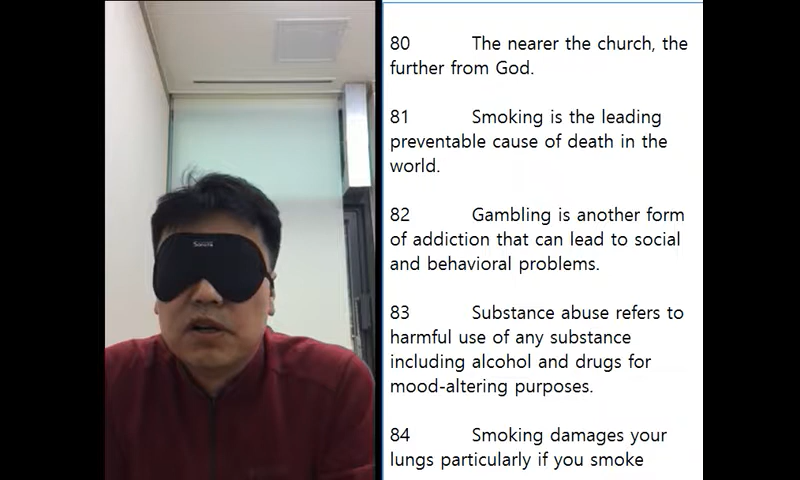 80 The nearer the church, the
further from God.
81 Smoking is the leading
preventable cause of death in the
world.
82 Gambling is another form
of addiction that can lead to social
and behavioral problems.
83 Substance abuse refers to
harmful use of any substance
including alcohol and drugs for
mood-altering purposes.
84 Smoking damages your
lungs particularly if you smoke